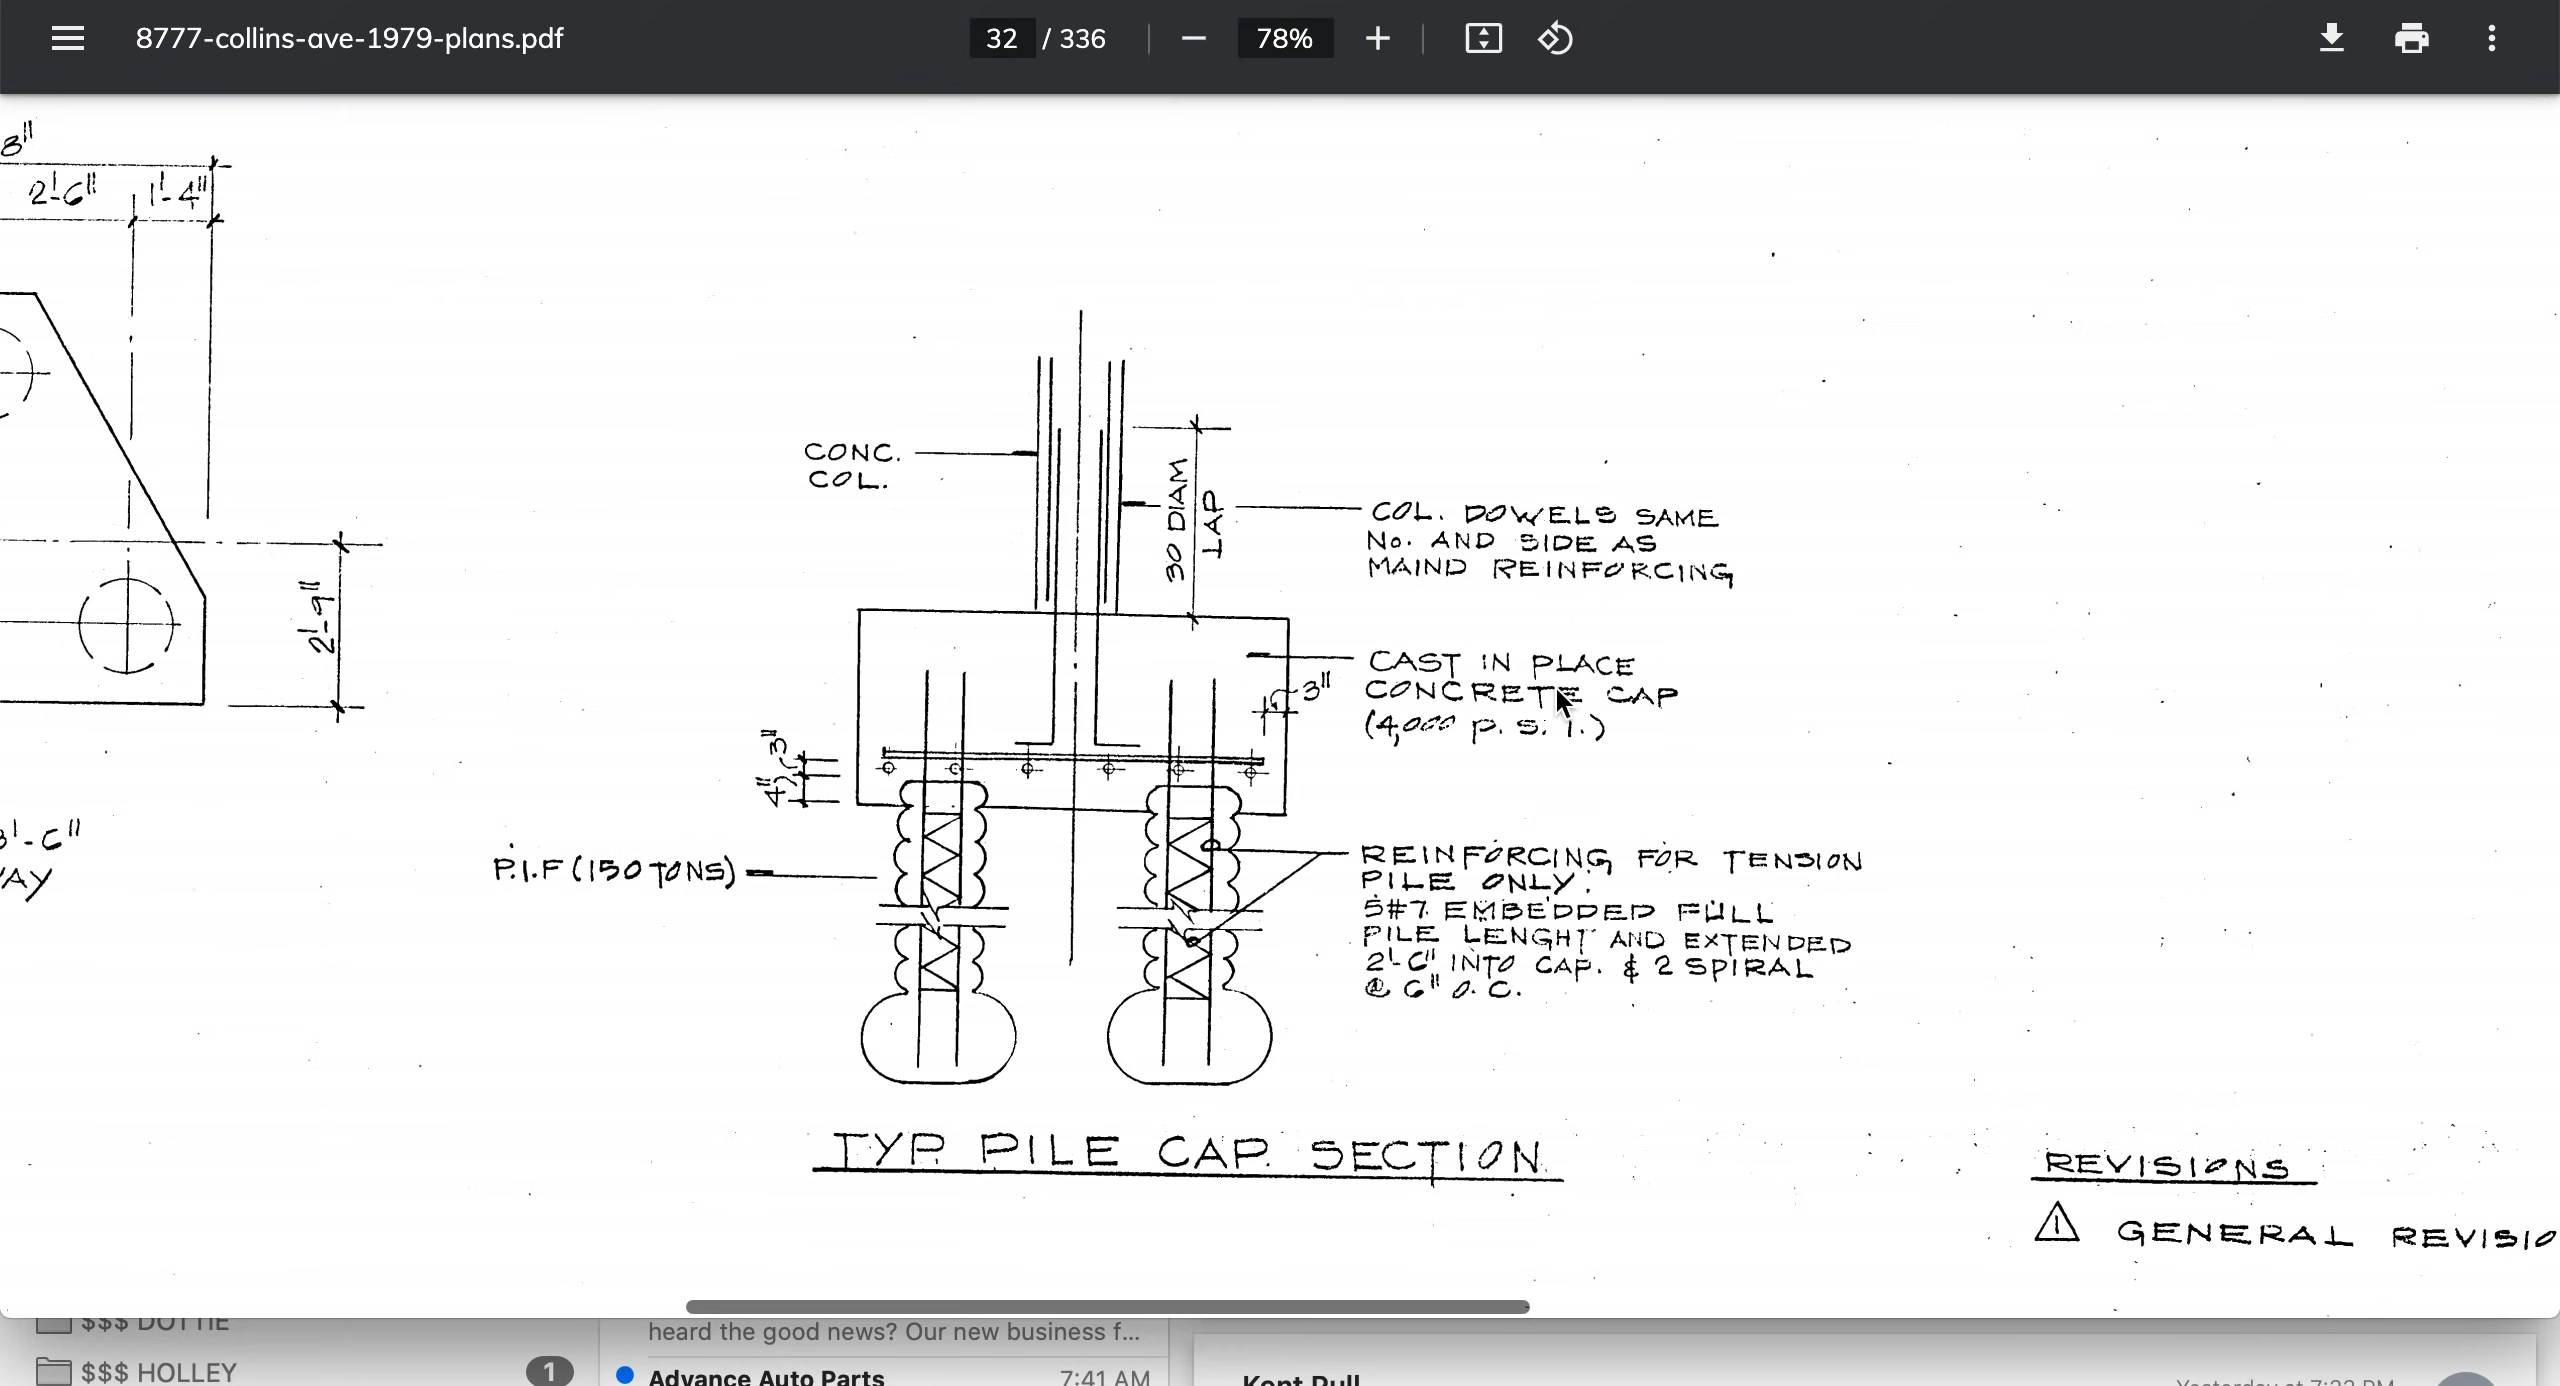 8777-collins-ave-1979-plans.pdf
32 / 336
78%
8"
2'-6"
1'-4"
CONC.
COL.
30 DIAM
LAP
COL. DOWELS SAME
No. AND SIDE AS
MAIND REINFORCING
2'-9"
CAST IN PLACE
CONCRETE CAP
(4,000 P.S.I.)
3"
3"
4"
3'-6"
AY
P.I.F (150 TONS)
REINFORCING FOR TENSION
PILE ONLY.
5#7 EMBEDDED FULL
PILE LENGHT AND EXTENDED
2'-6" INTO CAP. & 2 SPIRAL
@ 6" O.C.
TYP. PILE CAP. SECTION
REVISIONS
1 GENERAL REVISIO
$$$ DOTTIE
heard the good news? Our new business f...
$$$ HOLLEY
1
Advance Auto Parts
7:41 AM